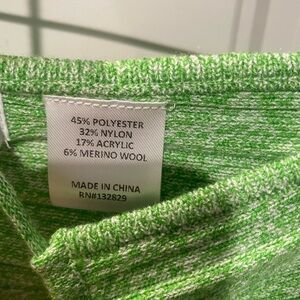 45% POLYESTER
32% NYLON
17% ACRYLIC
6% MERINO WOOL
MADE IN CHINA
RN#132829